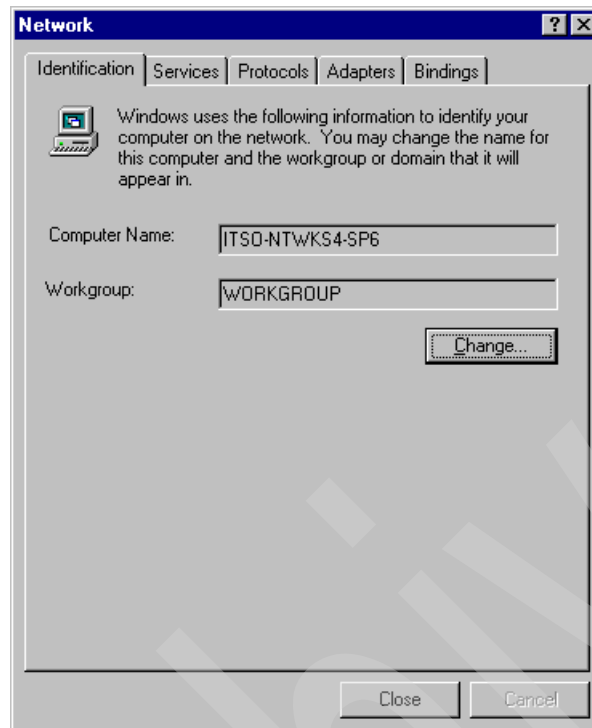 Network
Identification Services Protocols Adapters Bindings
Windows uses the following information to identify your
computer on the network. You may change the name for
this computer and the workgroup or domain that it will
appear in.
Computer Name: ITSO-NTWKS4-SP6
Workgroup: WORKGROUP
Change...
Close Cancel